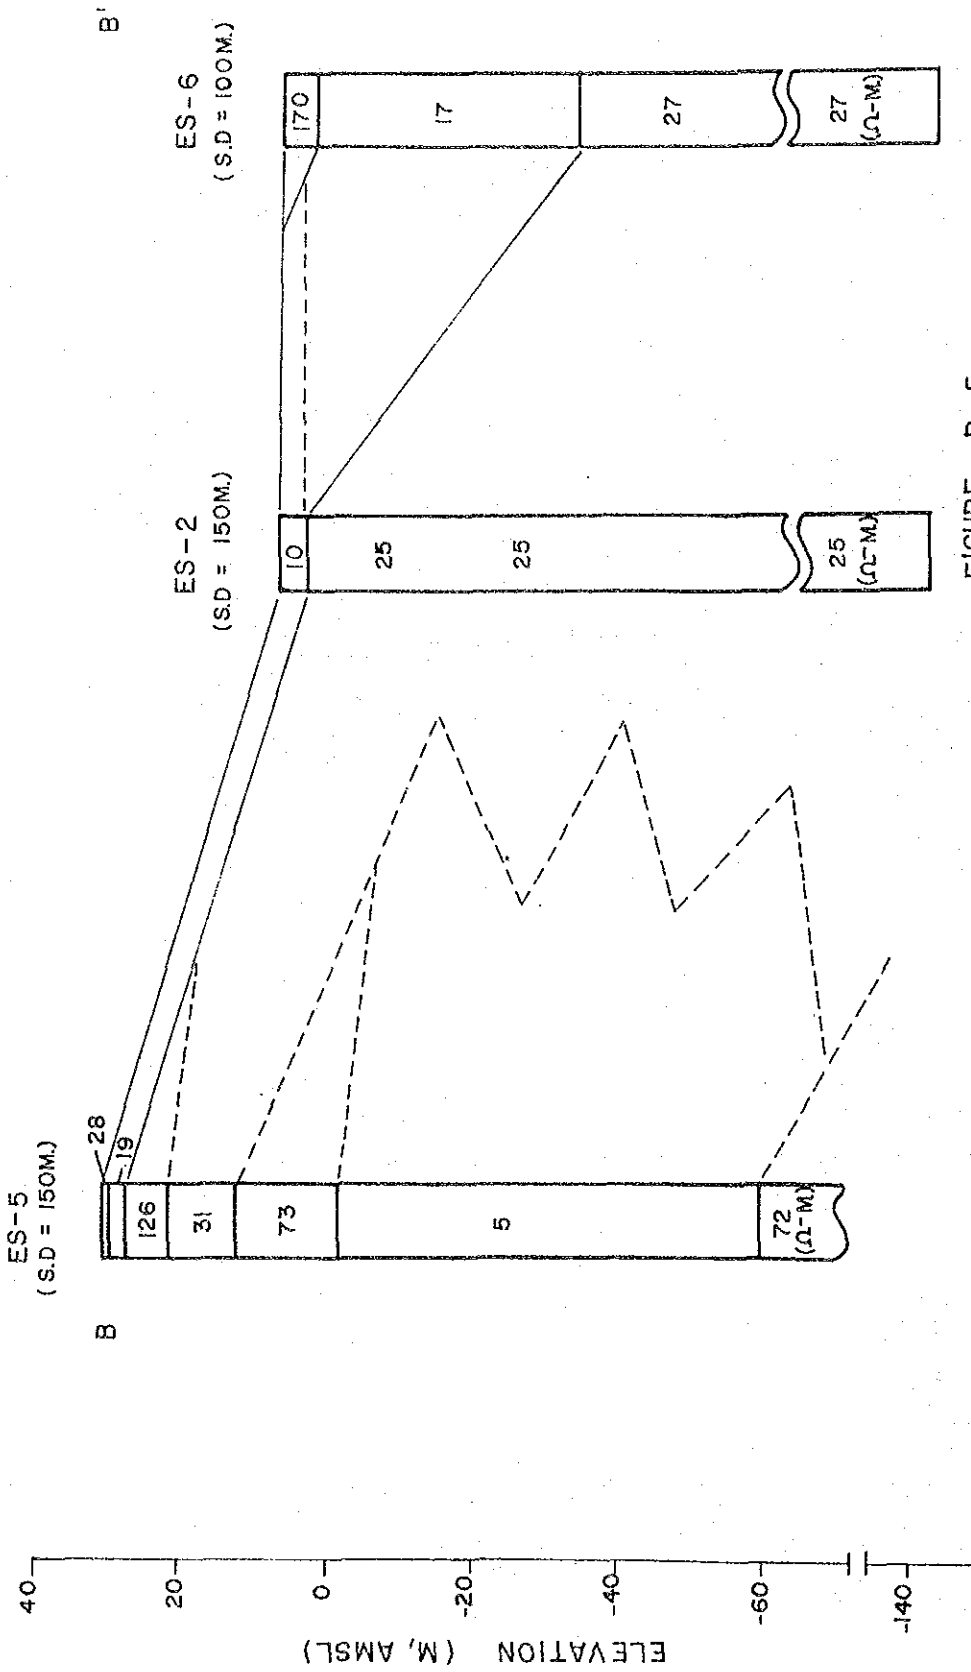 B
B'
ES-5
(S.D = 150M.)
28
19
126
31
73
5
72
(Ω-M.)
ES-2
(S.D = 150M.)
10
25
25
25
(Ω-M.)
ES-6
(S.D = 100M.)
170
17
27
27
(Ω-M.)
40
20
0
-20
-40
-60
-140
ELEVATION (M, AMSL)